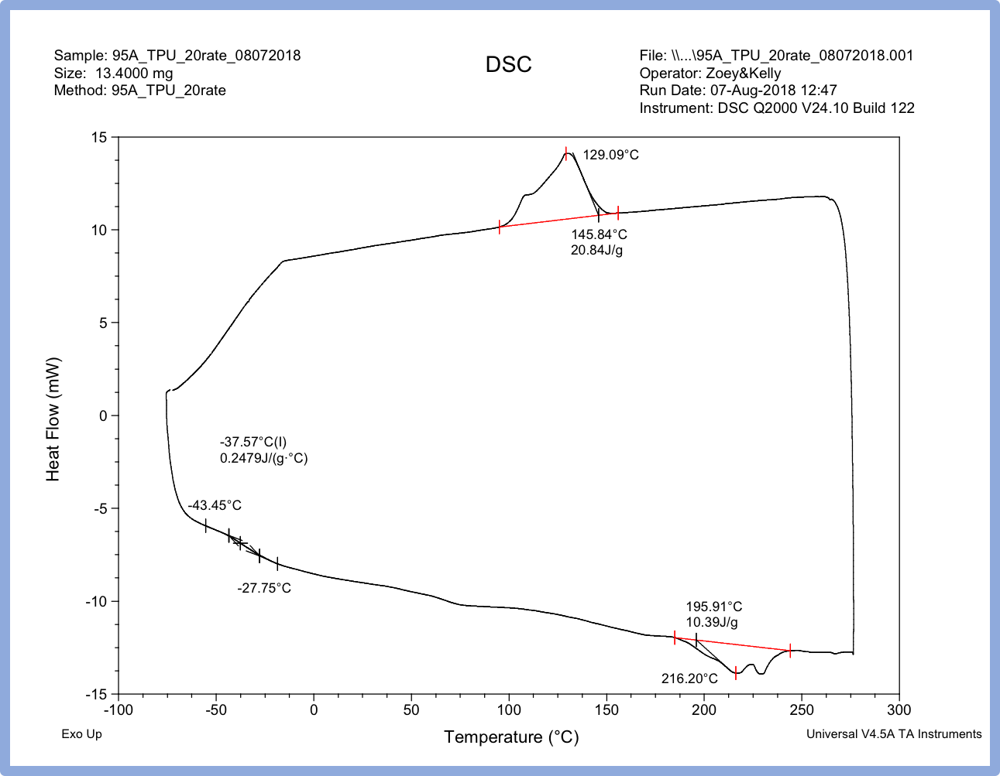 Sample: 95A_TPU_20rate_08072018
Size:  13.4000 mg
Method: 95A_TPU_20rate
DSC
File: \\...\95A_TPU_20rate_08072018.001
Operator: Zoey&Kelly
Run Date: 07-Aug-2018 12:47
Instrument: DSC Q2000 V24.10 Build 122
15
10
5
0
-5
-10
-15
Heat Flow (mW)
129.09°C
145.84°C
20.84J/g
-37.57°C(I)
0.2479J/(g·°C)
-43.45°C
-27.75°C
195.91°C
10.39J/g
216.20°C
-100
-50
0
50
100
150
200
250
300
Exo Up
Temperature (°C)
Universal V4.5A TA Instruments